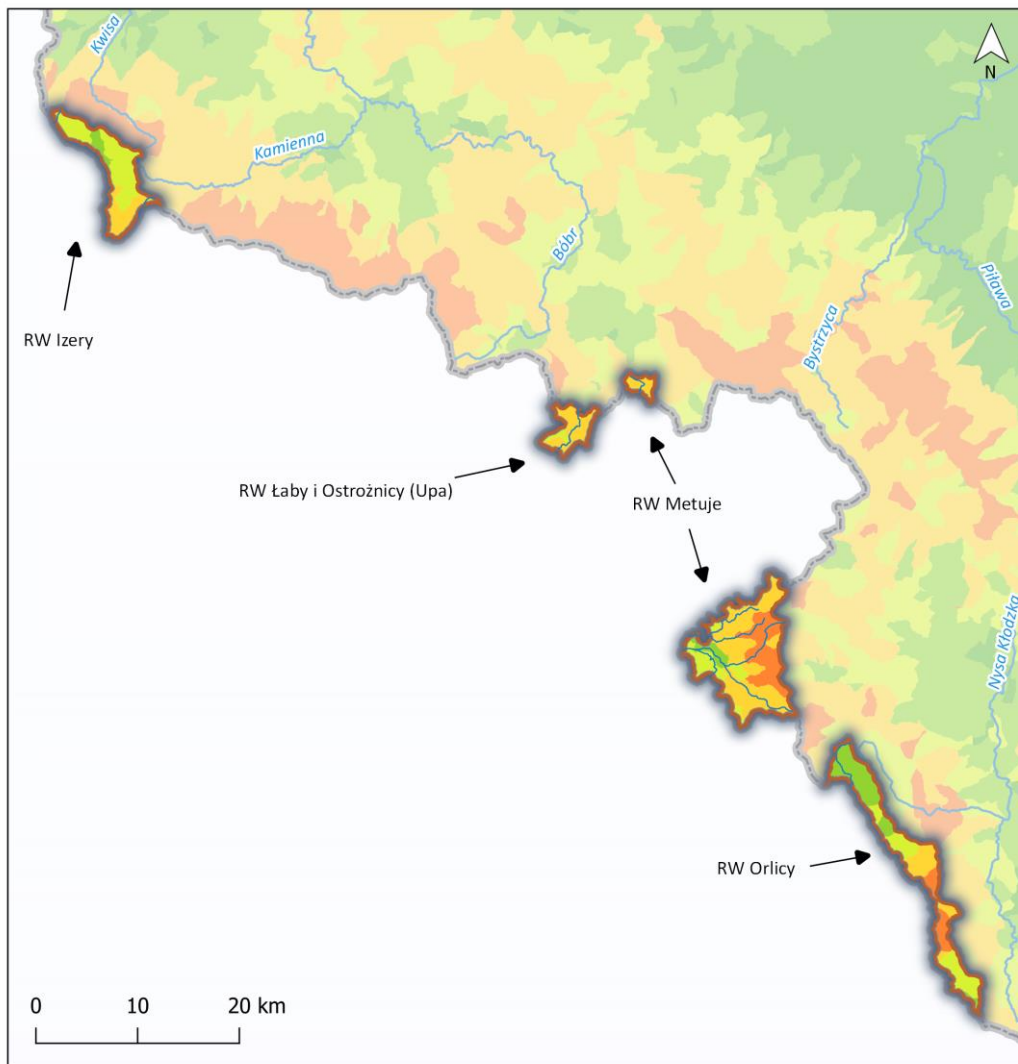 N
Kwisa
Kamienna
Bóbr
Bystrzyca
Piława
RW Izery
RW Łaby i Ostrożnicy (Upa)
RW Metuje
Nysa Kłodzka
RW Orlicy
0 10 20 km